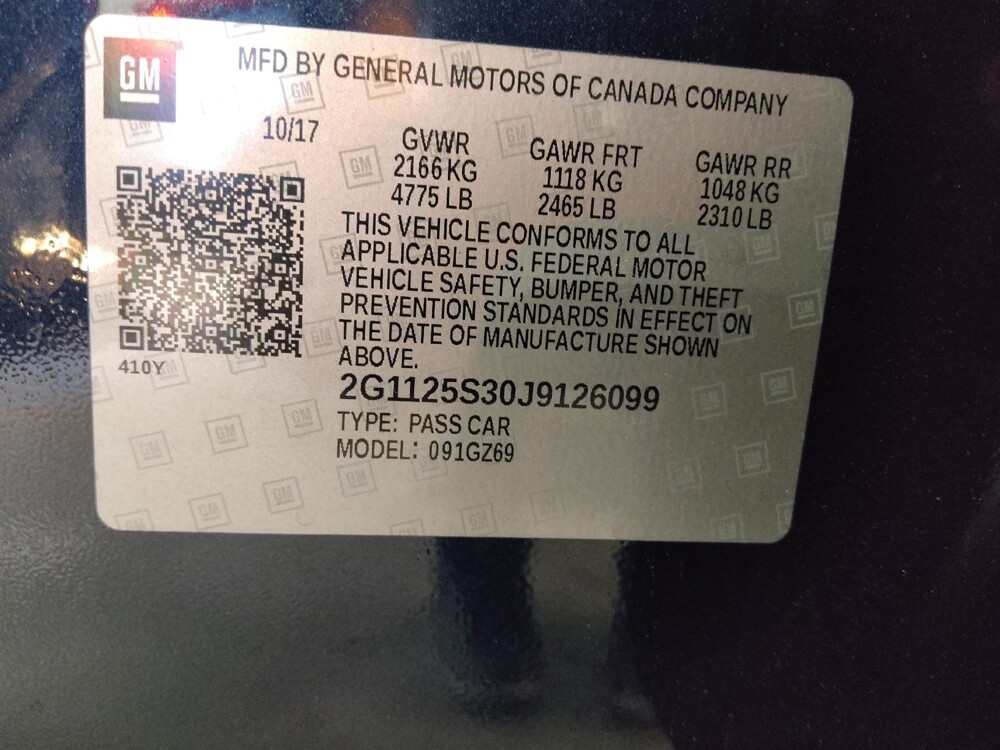 GM
MFD BY GENERAL MOTORS OF CANADA COMPANY
10/17
GVWR GAWR FRT GAWR RR
2166 KG 1118 KG 1048 KG
4775 LB 2465 LB 2310 LB
THIS VEHICLE CONFORMS TO ALL
APPLICABLE U.S. FEDERAL MOTOR
VEHICLE SAFETY, BUMPER, AND THEFT
PREVENTION STANDARDS IN EFFECT ON
THE DATE OF MANUFACTURE SHOWN
ABOVE.
410Y
2G1125S30J9126099
TYPE: PASS CAR
MODEL: 091GZ69